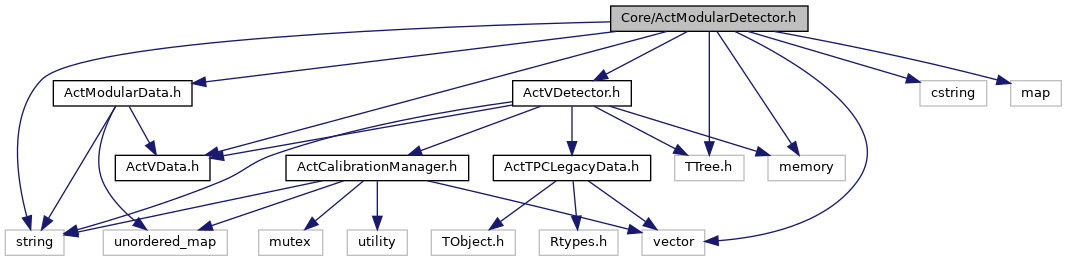 Core/ActModularDetector.h
ActModularData.h
ActVDetector.h
cstring
map
ActVData.h
ActCalibrationManager.h
ActTPCLegacyData.h
TTree.h
memory
string
unordered_map
mutex
utility
TObject.h
Rtypes.h
vector